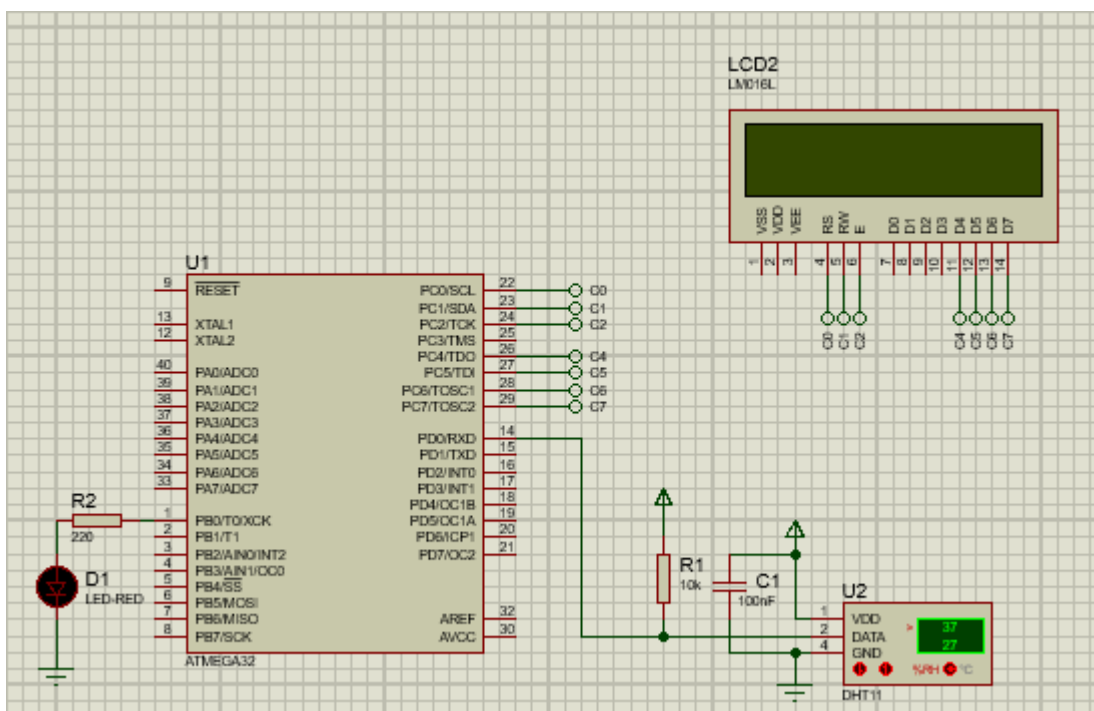 LCD2
LM016L
VSS VDD VEE RS RW E D0 D1 D2 D3 D4 D5 D6 D7
1 2 3 4 5 6 7 8 9 10 11 12 13 14
C0 C1 C2 C4 C5 C6 C7
U1
9 RESET PC0/SCL 22 C0
PC1/SDA 23 C1
13 XTAL1 PC2/TCK 24 C2
12 XTAL2 PC3/TMS 25
PC4/TDO 26 C4
40 PA0/ADC0 PC5/TDI 27 C5
39 PA1/ADC1 PC6/TOSC1 28 C6
38 PA2/ADC2 PC7/TOSC2 29 C7
37 PA3/ADC3
36 PA4/ADC4 PD0/RXD 14
35 PA5/ADC5 PD1/TXD 15
34 PA6/ADC6 PD2/INT0 16
33 PA7/ADC7 PD3/INT1 17
PD4/OC1B 18
R2
220
1 PB0/T0/XCK PD5/OC1A 19
2 PB1/T1 PD6/ICP1 20
3 PB2/AIN0/INT2 PD7/OC2 21
4 PB3/AIN1/OC0
5 PB4/SS
6 PB5/MOSI
7 PB6/MISO AREF 32
8 PB7/SCK AVCC 30
ATMEGA32
D1
LED-RED
R1
10k
C1
100nF
U2
1 VDD
2 DATA
4 GND
>
37
27
%RH °C
DHT11